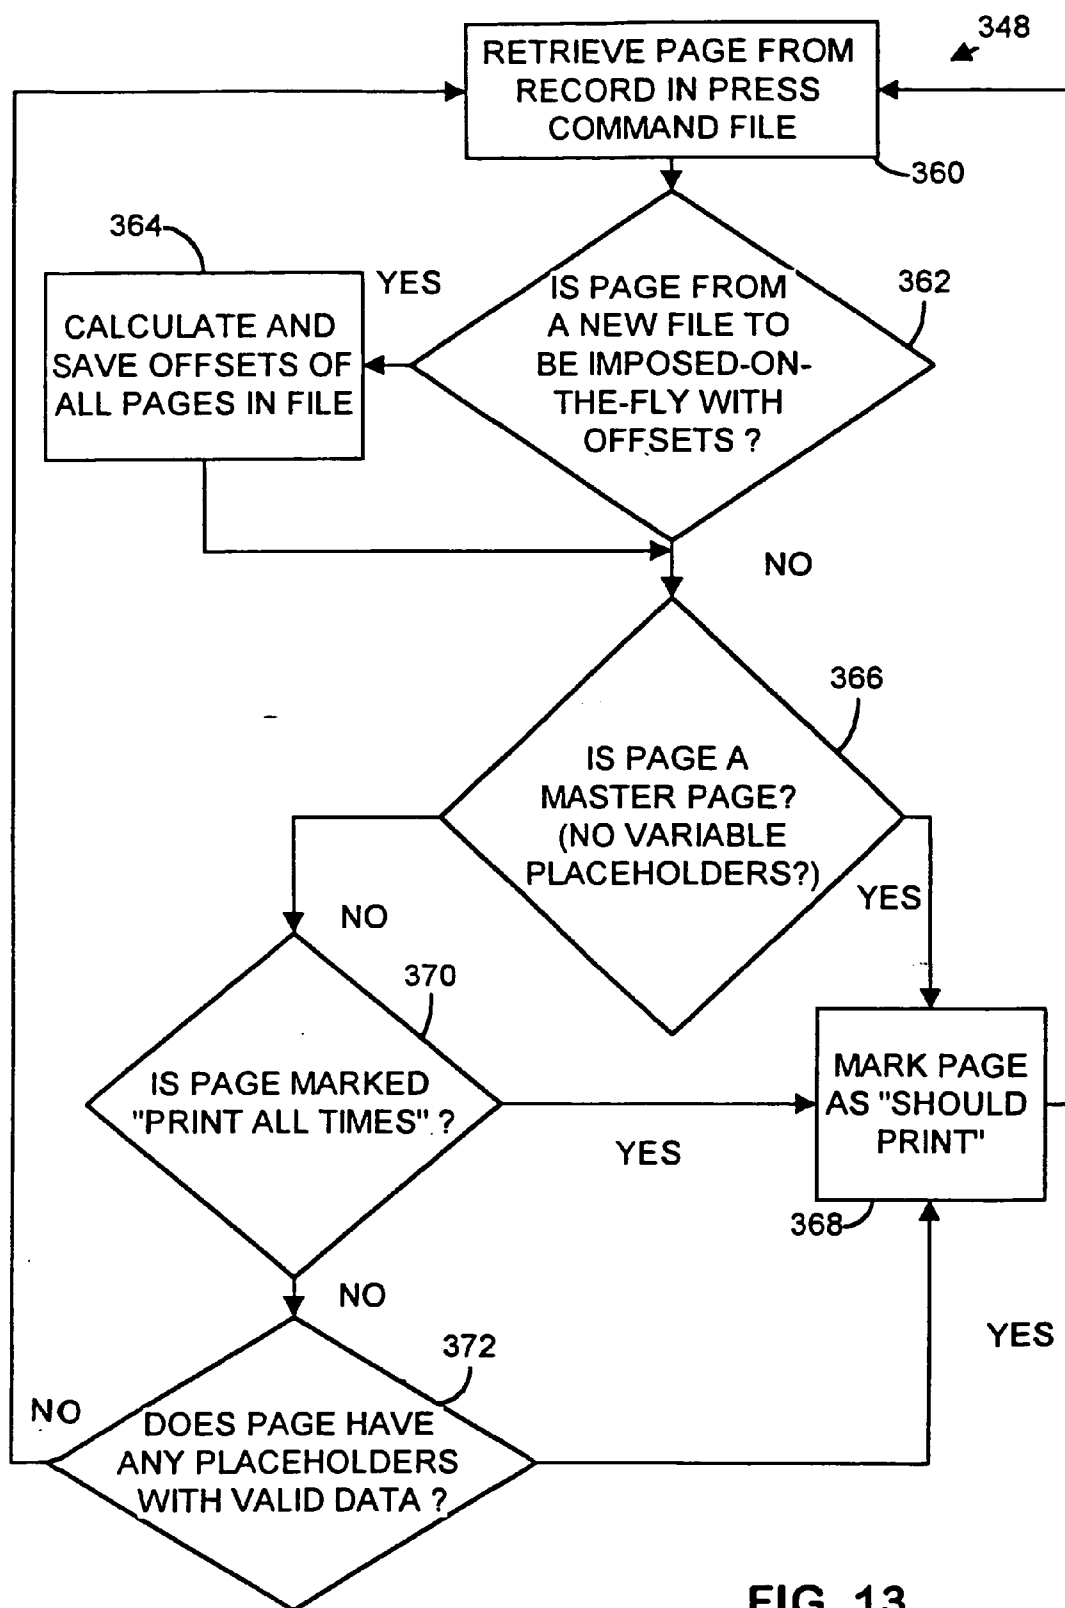 348
RETRIEVE PAGE FROM
RECORD IN PRESS
COMMAND FILE
360
364
YES
362
IS PAGE FROM
A NEW FILE TO
BE IMPOSED-ON-
THE-FLY WITH
OFFSETS ?
CALCULATE AND
SAVE OFFSETS OF
ALL PAGES IN FILE
NO
366
IS PAGE A
MASTER PAGE?
(NO VARIABLE
PLACEHOLDERS?)
YES
NO
370
IS PAGE MARKED
"PRINT ALL TIMES" ?
YES
MARK PAGE
AS "SHOULD
PRINT"
368
NO
372
YES
NO
DOES PAGE HAVE
ANY PLACEHOLDERS
WITH VALID DATA ?
FIG. 13